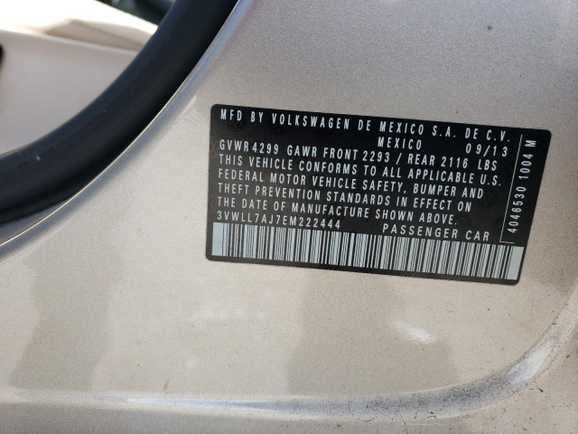 MFD BY VOLKSWAGEN DE MEXICO S.A. DE C.V.
MEXICO 09/13
GVWR 4299 GAWR FRONT 2293 / REAR 2116 LBS
THIS VEHICLE CONFORMS TO ALL APPLICABLE U.S.
FEDERAL MOTOR VEHICLE SAFETY, BUMPER AND
THEFT PREVENTION STANDARDS IN EFFECT ON
THE DATE OF MANUFACTURE SHOWN ABOVE.
3VWLL7AJ7EM222444 PASSENGER CAR
4046530 1004 M